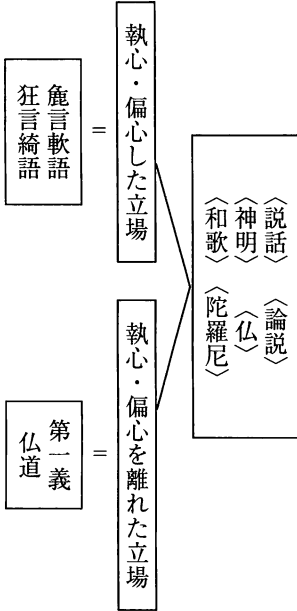 〈説話〉〈論説〉
〈神明〉〈仏〉
〈和歌〉〈陀羅尼〉
執心・偏心した立場
執心・偏心を離れた立場
=
=
麁言軟語
狂言綺語
第一義
仏道